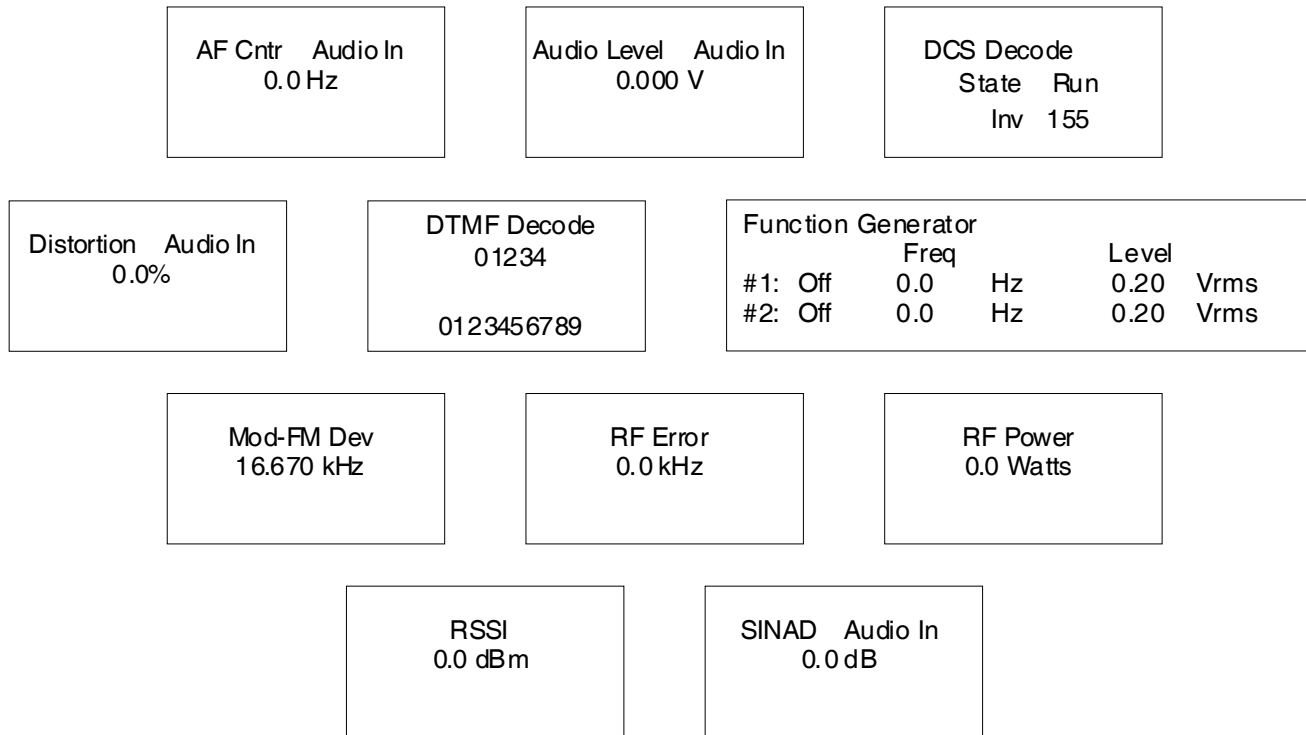 AF Cntr Audio In
0.0 Hz
Audio Level Audio In
0.000 V
DCS Decode
State Run
Inv 155
Distortion Audio In
0.0%
DTMF Decode
01234
0123456789
Function Generator
Freq Level
#1: Off 0.0 Hz 0.20 Vrms
#2: Off 0.0 Hz 0.20 Vrms
Mod-FM Dev
16.670 kHz
RF Error
0.0 kHz
RF Power
0.0 Watts
RSSI
0.0 dBm
SINAD Audio In
0.0 dB